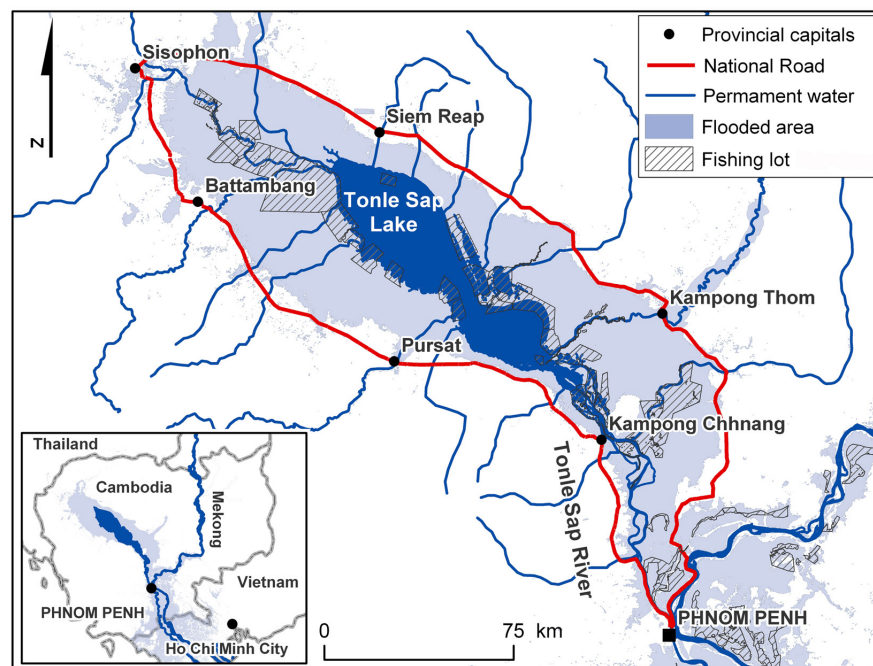 Provincial capitals
National Road
Permament water
Flooded area
Fishing lot
N
Sisophon
Siem Reap
Battambang
Tonle Sap
Lake
Kampong Thom
Pursat
Kampong Chhnang
Tonle Sap River
PHNOM PENH
Thailand
Cambodia
Mekong
Vietnam
PHNOM PENH
Ho Chi Minh City
0 75 km